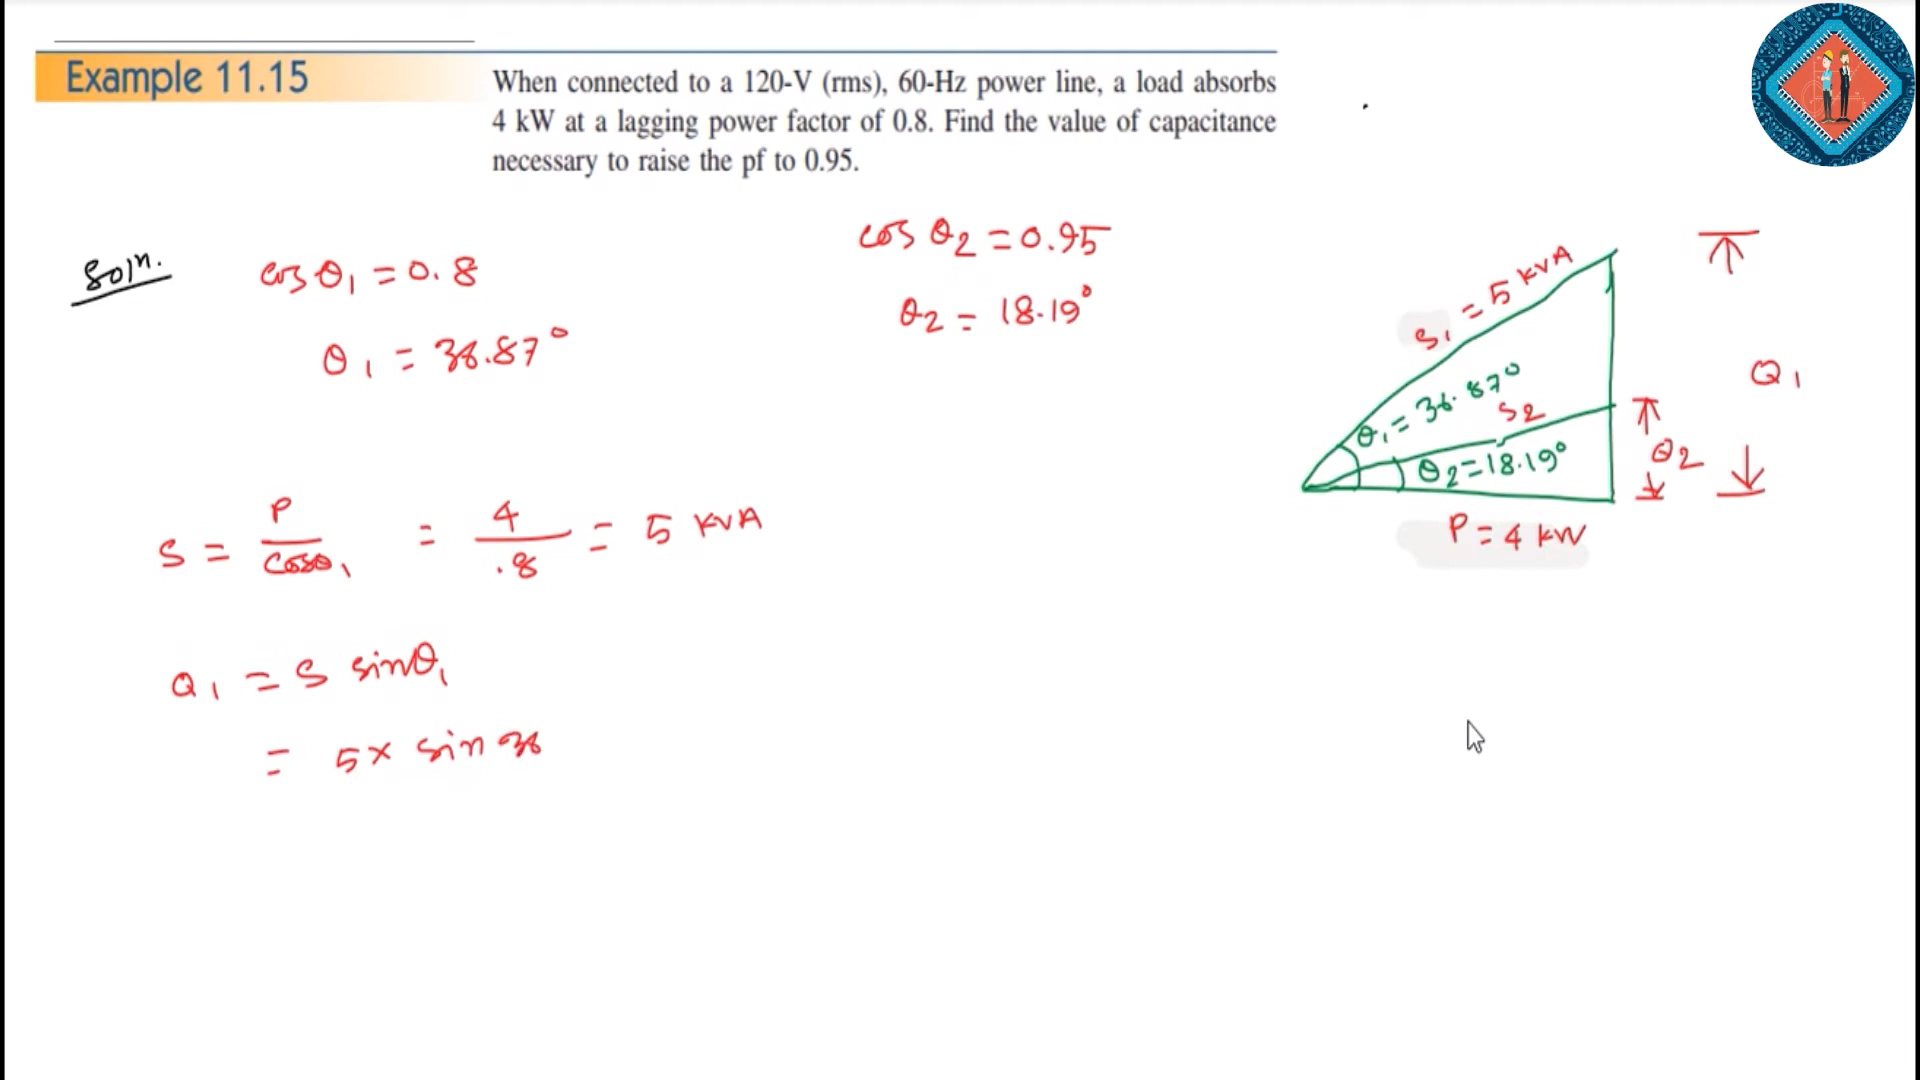 Example 11.15
When connected to a 120-V (rms), 60-Hz power line, a load absorbs
4 kW at a lagging power factor of 0.8. Find the value of capacitance
necessary to raise the pf to 0.95.
Soln.
cos θ1 = 0.8
θ1 = 36.87°
cos θ2 = 0.95
θ2 = 18.19°
S = P / cosθ1 = 4 / .8 = 5 KVA
Q1 = S sinθ1
= 5 × sin 36
S1 = 5 KVA
θ1 = 36.87°
S2
θ2 = 18.19°
P = 4 kW
Q1
Q2